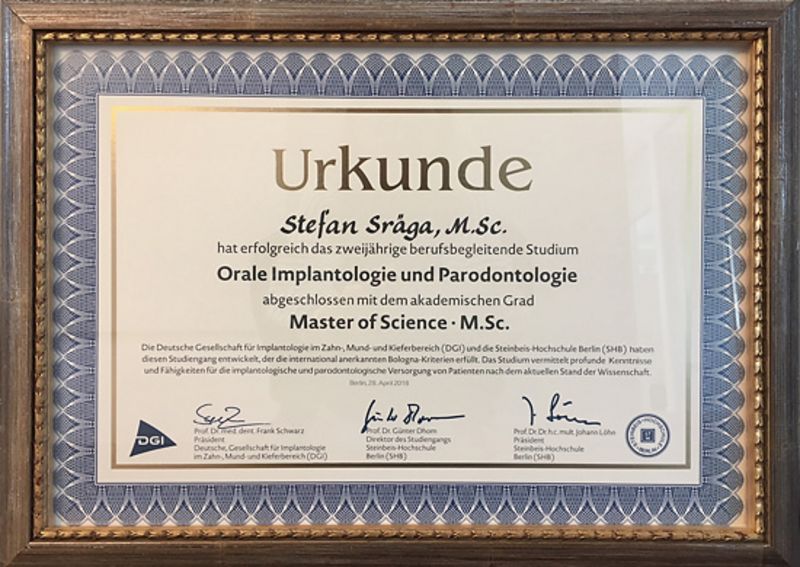 Urkunde
Stefan Sräga, M.Sc.
hat erfolgreich das zweijährige berufsbegleitende Studium
Orale Implantologie und Parodontologie
abgeschlossen mit dem akademischen Grad
Master of Science · M.Sc.
Die Deutsche Gesellschaft für Implantologie im Zahn-, Mund- und Kieferbereich (DGI) und die Steinbeis-Hochschule Berlin (SHB) haben
diesen Studiengang entwickelt, der die international anerkannten Bologna-Kriterien erfüllt. Das Studium vermittelt profunde Kenntnisse
und Fähigkeiten für die implantologische und parodontologische Versorgung von Patienten nach dem aktuellen Stand der Wissenschaft.
Berlin, 28. April 2018
Prof. Dr. med. dent. Frank Schwarz
Präsident
Deutsche, Gesellschaft für Implantologie
im Zahn-, Mund- und Kieferbereich (DGI)
Prof. Dr. Günter Dhom
Direktor des Studiengangs
Steinbeis-Hochschule
Berlin (SHB)
Prof. Dr. Dr. h.c. mult. Johann Löhn
Präsident
Steinbeis-Hochschule
Berlin (SHB)
DGI